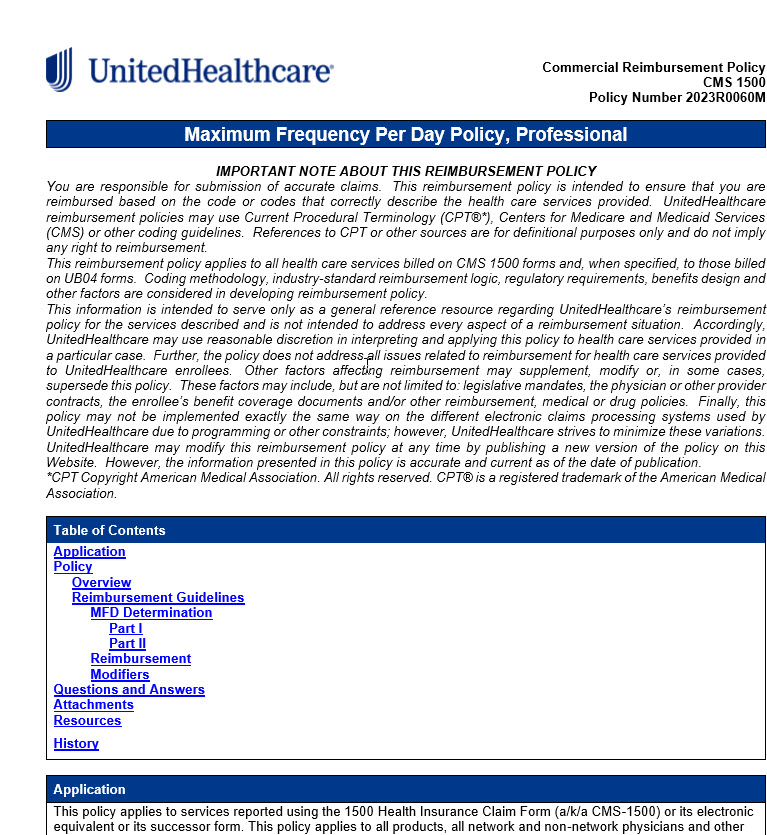 UnitedHealthcare®
Commercial Reimbursement Policy
CMS 1500
Policy Number 2023R0060M
Maximum Frequency Per Day Policy, Professional
IMPORTANT NOTE ABOUT THIS REIMBURSEMENT POLICY
You are responsible for submission of accurate claims. This reimbursement policy is intended to ensure that you are
reimbursed based on the code or codes that correctly describe the health care services provided. UnitedHealthcare
reimbursement policies may use Current Procedural Terminology (CPT®*), Centers for Medicare and Medicaid Services
(CMS) or other coding guidelines. References to CPT or other sources are for definitional purposes only and do not imply
any right to reimbursement.
This reimbursement policy applies to all health care services billed on CMS 1500 forms and, when specified, to those billed
on UB04 forms. Coding methodology, industry-standard reimbursement logic, regulatory requirements, benefits design and
other factors are considered in developing reimbursement policy.
This information is intended to serve only as a general reference resource regarding UnitedHealthcare's reimbursement
policy for the services described and is not intended to address every aspect of a reimbursement situation. Accordingly,
UnitedHealthcare may use reasonable discretion in interpreting and applying this policy to health care services provided in
a particular case. Further, the policy does not address all issues related to reimbursement for health care services provided
to UnitedHealthcare enrollees. Other factors affecting reimbursement may supplement, modify or, in some cases,
supersede this policy. These factors may include, but are not limited to: legislative mandates, the physician or other provider
contracts, the enrollee's benefit coverage documents and/or other reimbursement, medical or drug policies. Finally, this
policy may not be implemented exactly the same way on the different electronic claims processing systems used by
UnitedHealthcare due to programming or other constraints; however, UnitedHealthcare strives to minimize these variations.
UnitedHealthcare may modify this reimbursement policy at any time by publishing a new version of the policy on this
Website. However, the information presented in this policy is accurate and current as of the date of publication.
*CPT Copyright American Medical Association. All rights reserved. CPT® is a registered trademark of the American Medical
Association.
Table of Contents
Application
Policy
Overview
Reimbursement Guidelines
MFD Determination
Part I
Part II
Reimbursement
Modifiers
Questions and Answers
Attachments
Resources
History
Application
This policy applies to services reported using the 1500 Health Insurance Claim Form (a/k/a CMS-1500) or its electronic
equivalent or its successor form. This policy applies to all products, all network and non-network physicians and other